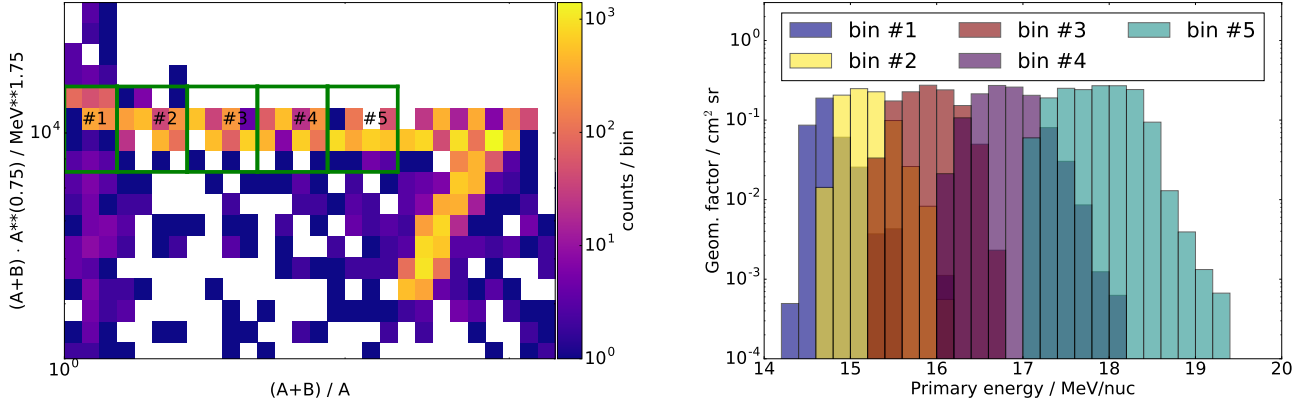 (A+B) · A**(0.75) / MeV**1.75
10^4
10^0
#1 #2 #3 #4 #5
(A+B) / A
10^3
10^2
10^1
10^0
counts / bin
bin #1 bin #3 bin #5
bin #2 bin #4
Geom. factor / cm^2 sr
10^0
10^-1
10^-2
10^-3
10^-4
14 15 16 17 18 19 20
Primary energy / MeV/nuc